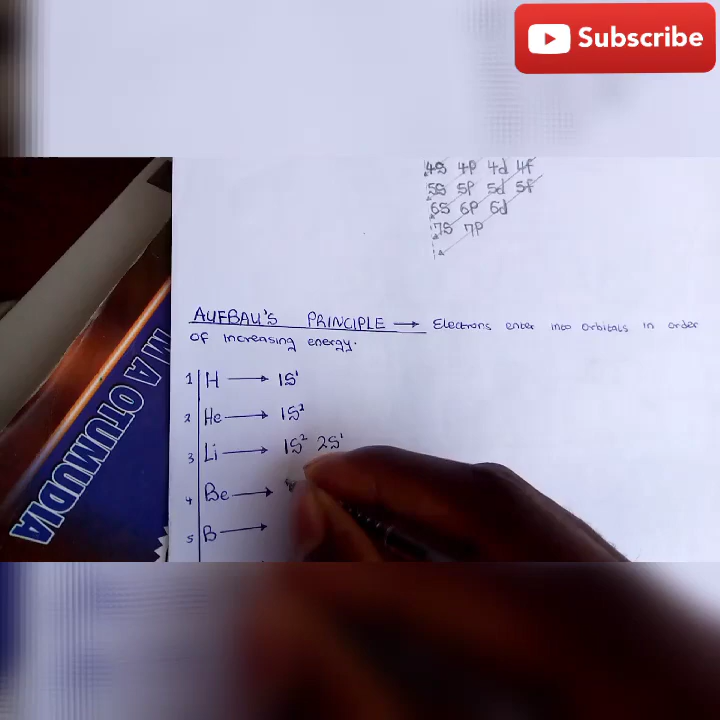 Subscribe
4S 4P 4d 4f
5S 5P 5d 5f
6S 6P 6d
7S 7P
AUFBAU'S PRINCIPLE → Electrons enter into orbitals in order
of increasing energy.
1 H → 1S¹
2 He → 1S²
3 Li → 1S² 2S¹
4 Be →
5 B →
M A OTUMUDIA